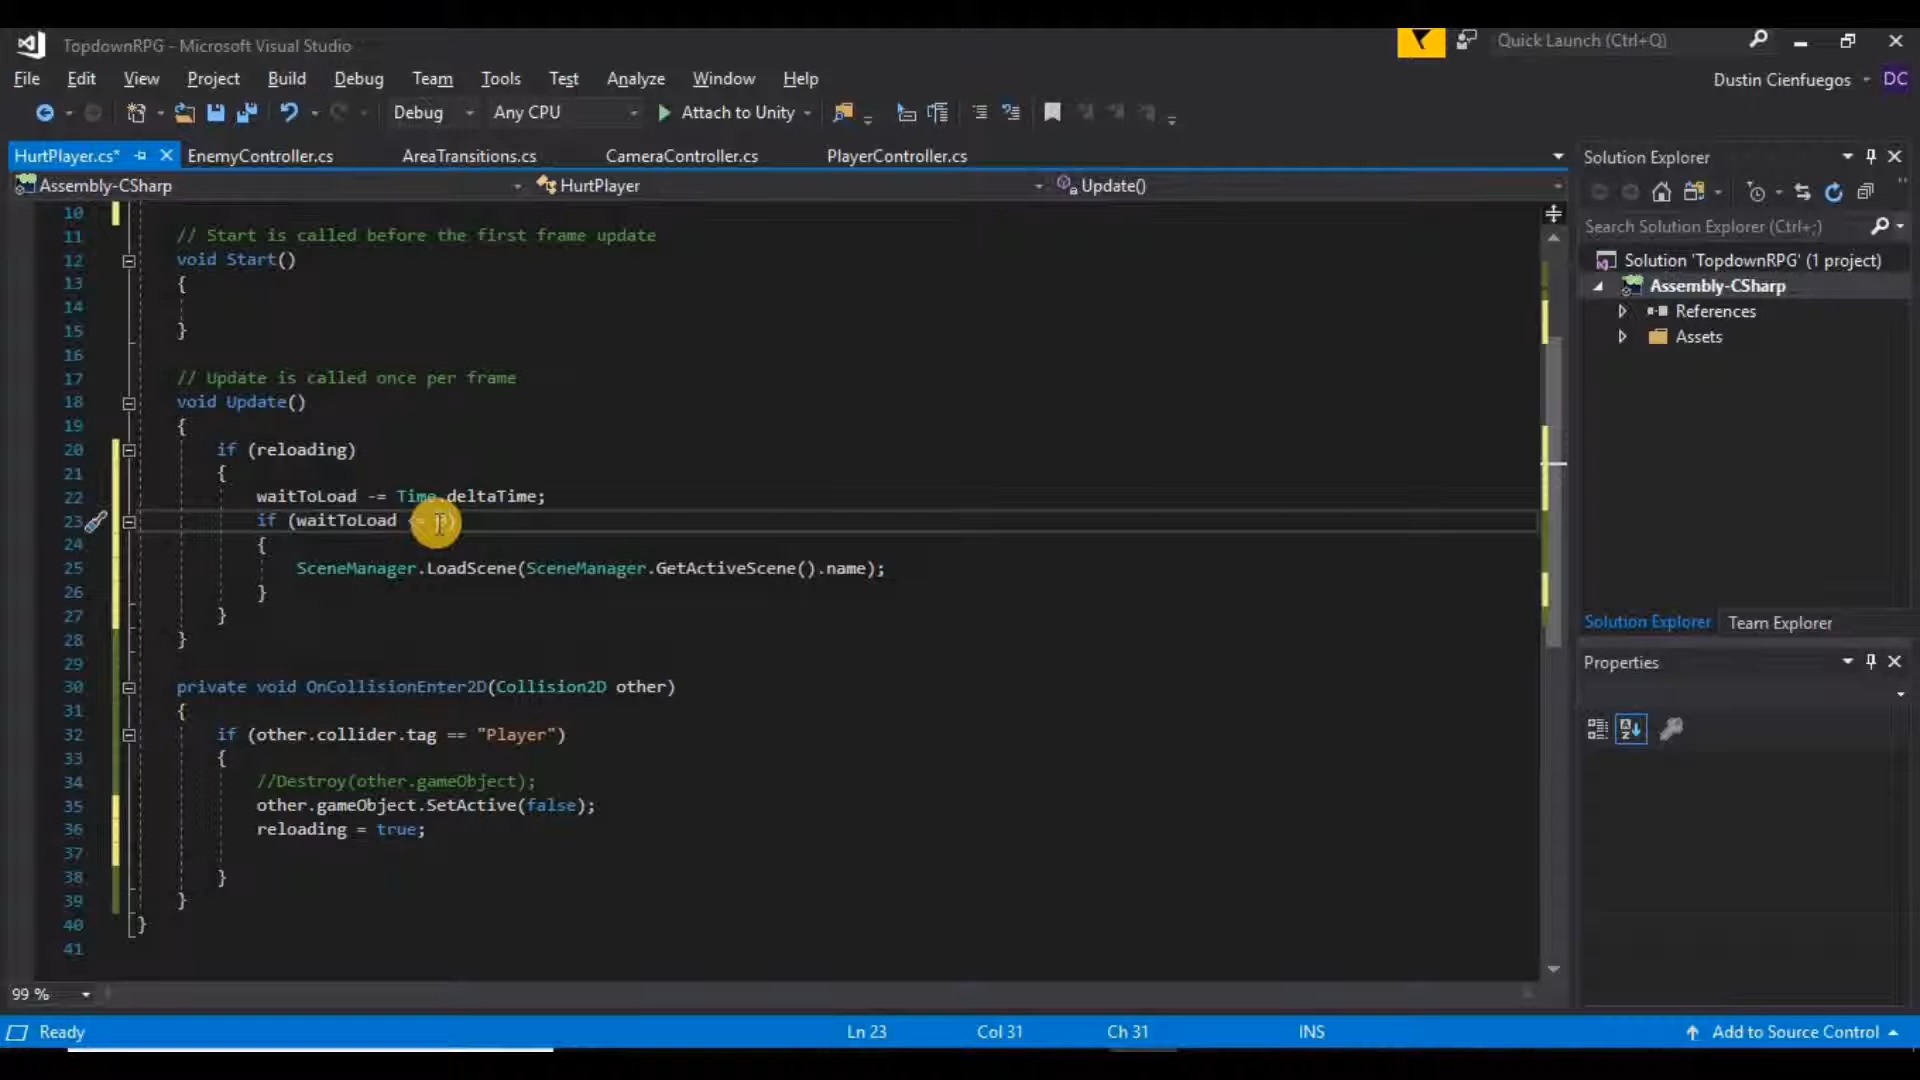 TopdownRPG - Microsoft Visual Studio
Quick Launch (Ctrl+Q)
File Edit View Project Build Debug Team Tools Test Analyze Window Help
Dustin Cienfuegos DC
Debug Any CPU Attach to Unity
HurtPlayer.cs* EnemyController.cs AreaTransitions.cs CameraController.cs PlayerController.cs
Assembly-CSharp HurtPlayer Update()
10
11 // Start is called before the first frame update
12 void Start()
13 {
14
15 }
16
17 // Update is called once per frame
18 void Update()
19 {
20 if (reloading)
21 {
22 waitToLoad -= Time.deltaTime;
23 if (waitToLoad
24 {
25 SceneManager.LoadScene(SceneManager.GetActiveScene().name);
26 }
27 }
28 }
29
30 private void OnCollisionEnter2D(Collision2D other)
31 {
32 if (other.collider.tag == "Player")
33 {
34 //Destroy(other.gameObject);
35 other.gameObject.SetActive(false);
36 reloading = true;
37
38 }
39 }
40 }
41
99 %
Solution Explorer
Search Solution Explorer (Ctrl+;)
Solution 'TopdownRPG' (1 project)
Assembly-CSharp
References
Assets
Solution Explorer Team Explorer
Properties
Ready Ln 23 Col 31 Ch 31 INS Add to Source Control